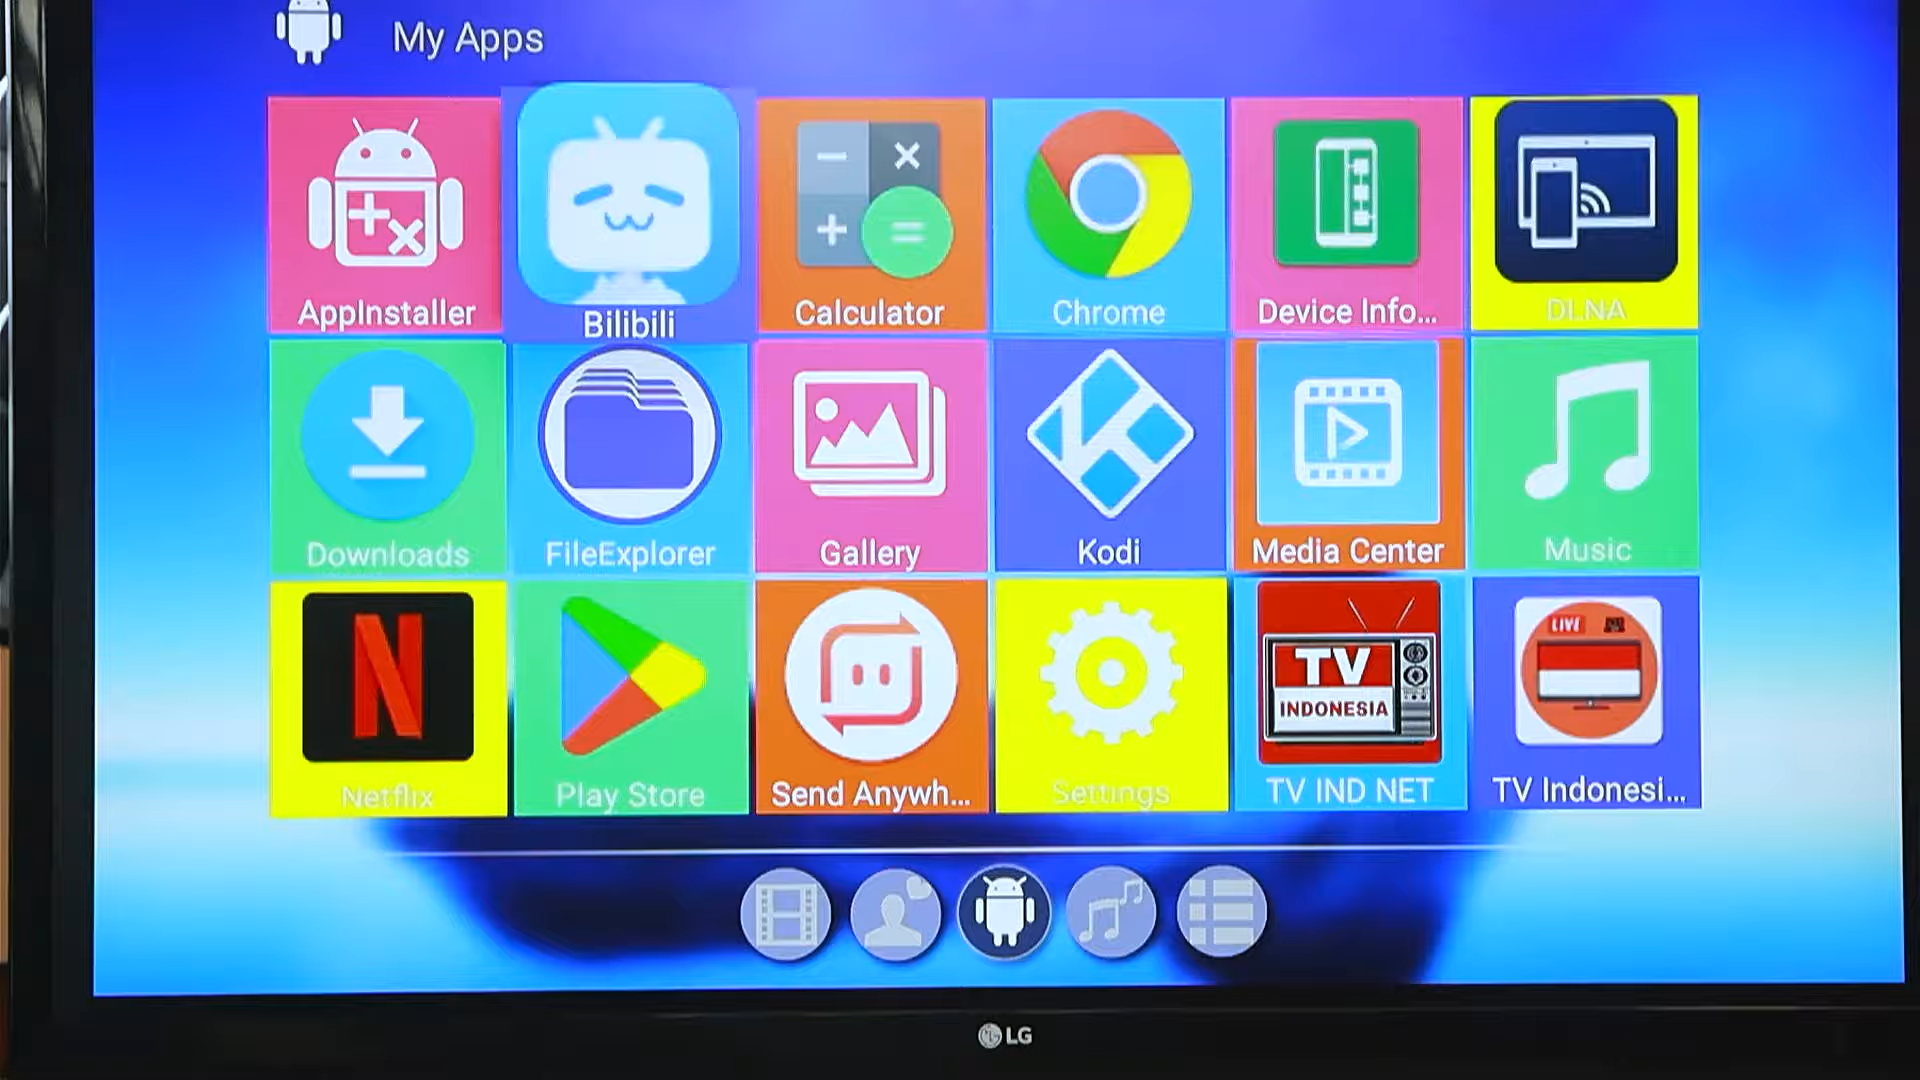 My Apps
AppInstaller
Bilibili
Calculator
Chrome
Device Info...
DLNA
Downloads
FileExplorer
Gallery
Kodi
Media Center
Music
Netflix
Play Store
Send Anywh...
Settings
TV
INDONESIA
TV IND NET
LIVE
TV Indonesi...
LG